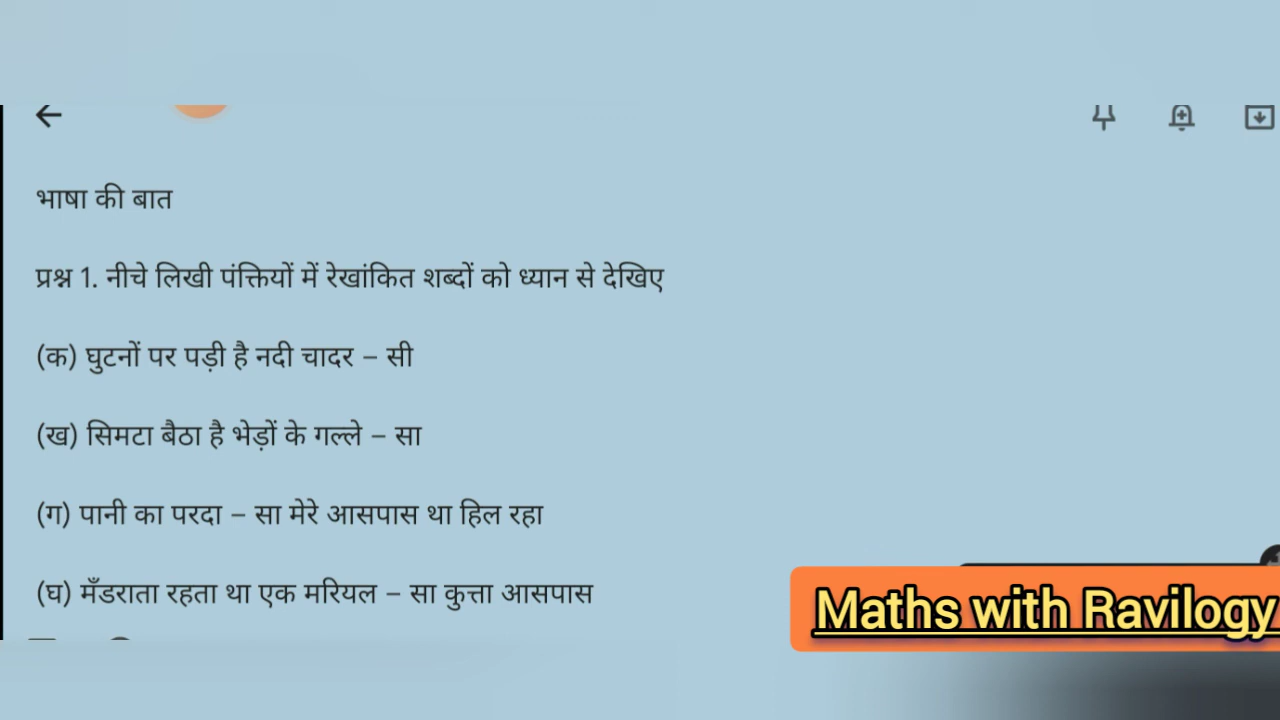 भाषा की बात
प्रश्न 1. नीचे लिखी पंक्तियों में रेखांकित शब्दों को ध्यान से देखिए
(क) घुटनों पर पड़ी है नदी चादर – सी
(ख) सिमटा बैठा है भेड़ों के गल्ले – सा
(ग) पानी का परदा – सा मेरे आसपास था हिल रहा
(घ) मँडराता रहता था एक मरियल – सा कुत्ता आसपास
Maths with Ravilogy